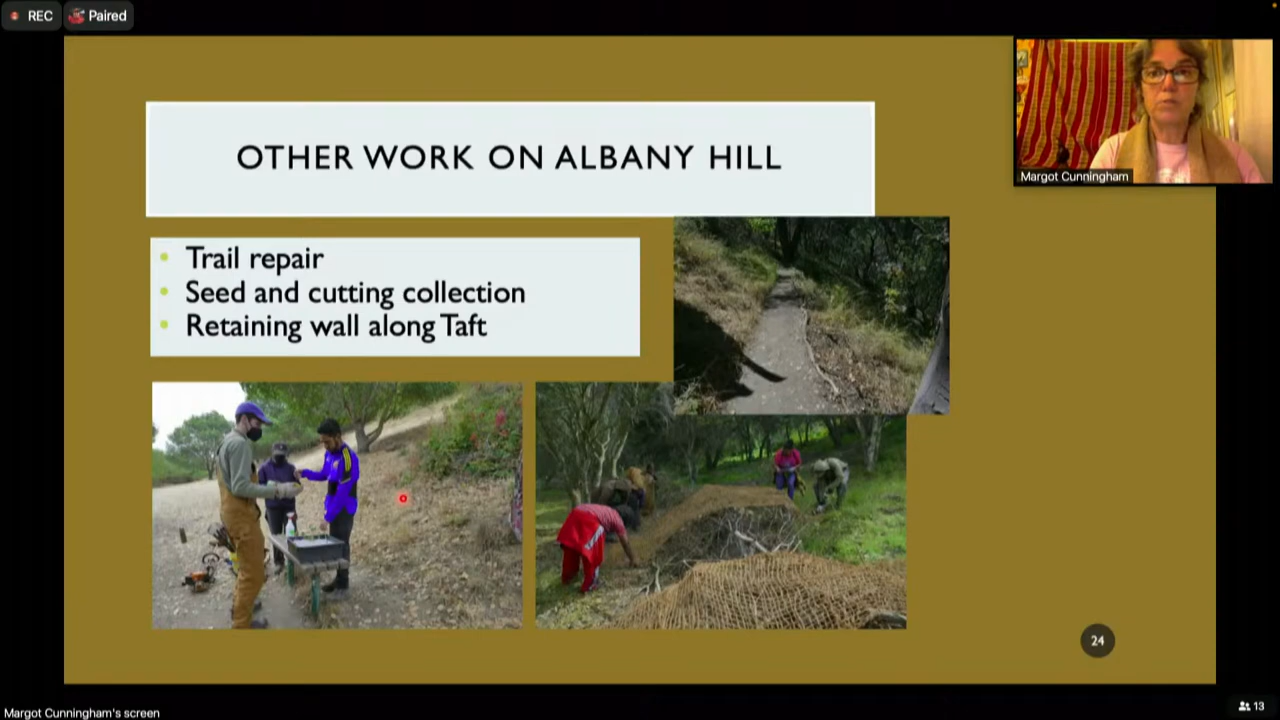 REC
Paired
OTHER WORK ON ALBANY HILL
• Trail repair
• Seed and cutting collection
• Retaining wall along Taft
Margot Cunningham
24
Margot Cunningham's screen
13